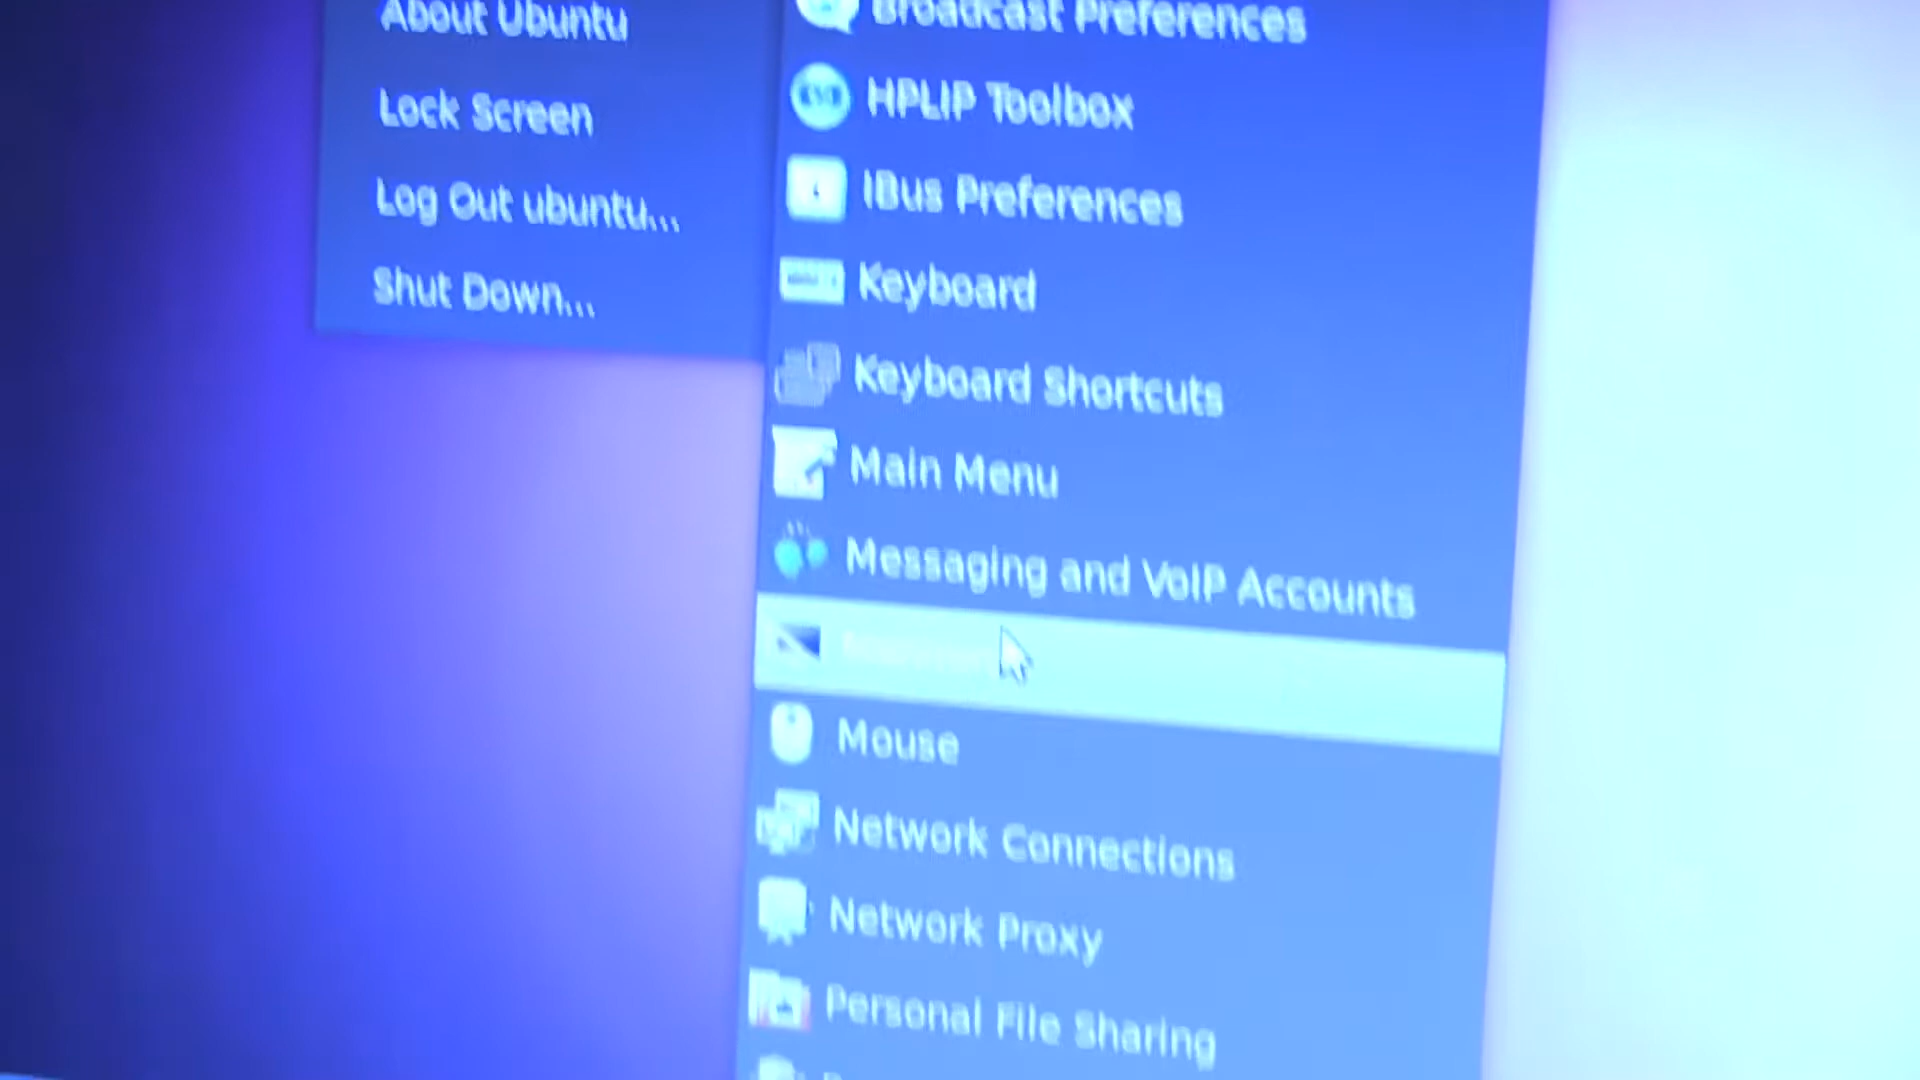 About Ubuntu
Lock Screen
Log Out ubuntu...
Shut Down...
Broadcast Preferences
HPLIP Toolbox
IBus Preferences
Keyboard
Keyboard Shortcuts
Main Menu
Messaging and VoIP Accounts
Mouse
Network Connections
Network Proxy
Personal File Sharing